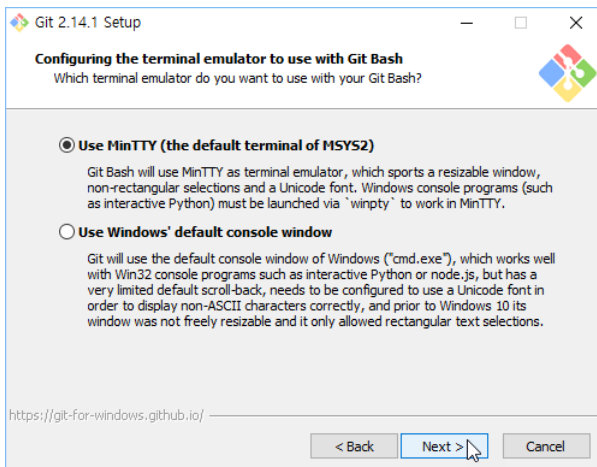 Git 2.14.1 Setup
Configuring the terminal emulator to use with Git Bash
Which terminal emulator do you want to use with your Git Bash?
Use MinTTY (the default terminal of MSYS2)
Git Bash will use MinTTY as terminal emulator, which sports a resizable window,
non-rectangular selections and a Unicode font. Windows console programs (such
as interactive Python) must be launched via `winpty` to work in MinTTY.
Use Windows' default console window
Git will use the default console window of Windows ("cmd.exe"), which works well
with Win32 console programs such as interactive Python or node.js, but has a
very limited default scroll-back, needs to be configured to use a Unicode font in
order to display non-ASCII characters correctly, and prior to Windows 10 its
window was not freely resizable and it only allowed rectangular text selections.
https://git-for-windows.github.io/
< Back Next > Cancel